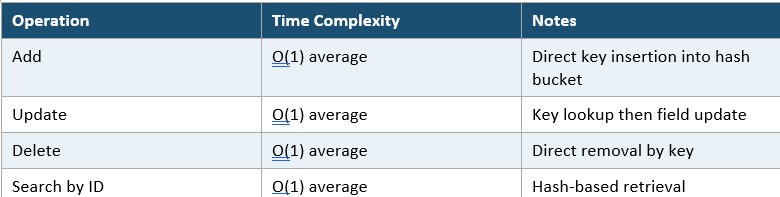 Operation Time Complexity Notes
Add O(1) average Direct key insertion into hash
bucket
Update O(1) average Key lookup then field update
Delete O(1) average Direct removal by key
Search by ID O(1) average Hash-based retrieval